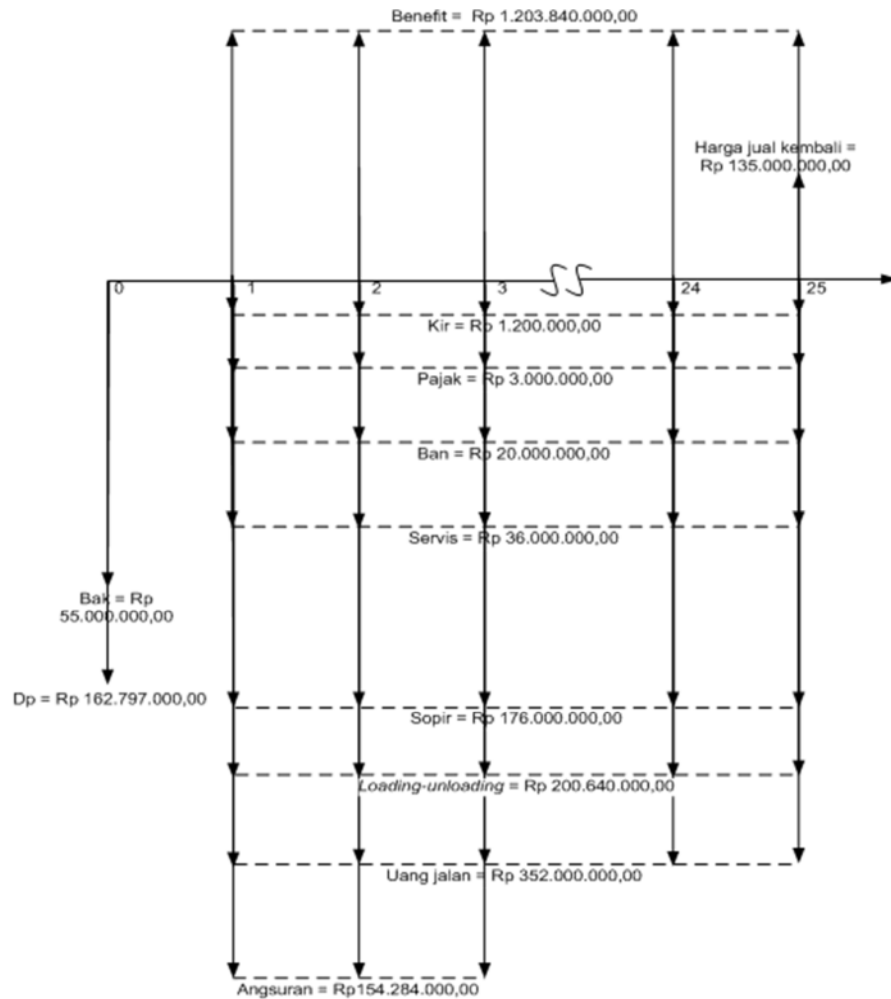 Benefit = Rp 1.203.840.000,00
Harga jual kembali =
Rp 135.000.000,00
0
1
2
3
24
25
Kir = Rp 1.200.000,00
Pajak = Rp 3.000.000,00
Ban = Rp 20.000.000,00
Servis = Rp 36.000.000,00
Bak = Rp
55.000.000,00
Dp = Rp 162.797.000,00
Sopir = Rp 176.000.000,00
Loading-unloading = Rp 200.640.000,00
Uang jalan = Rp 352.000.000,00
Angsuran = Rp154.284.000,00